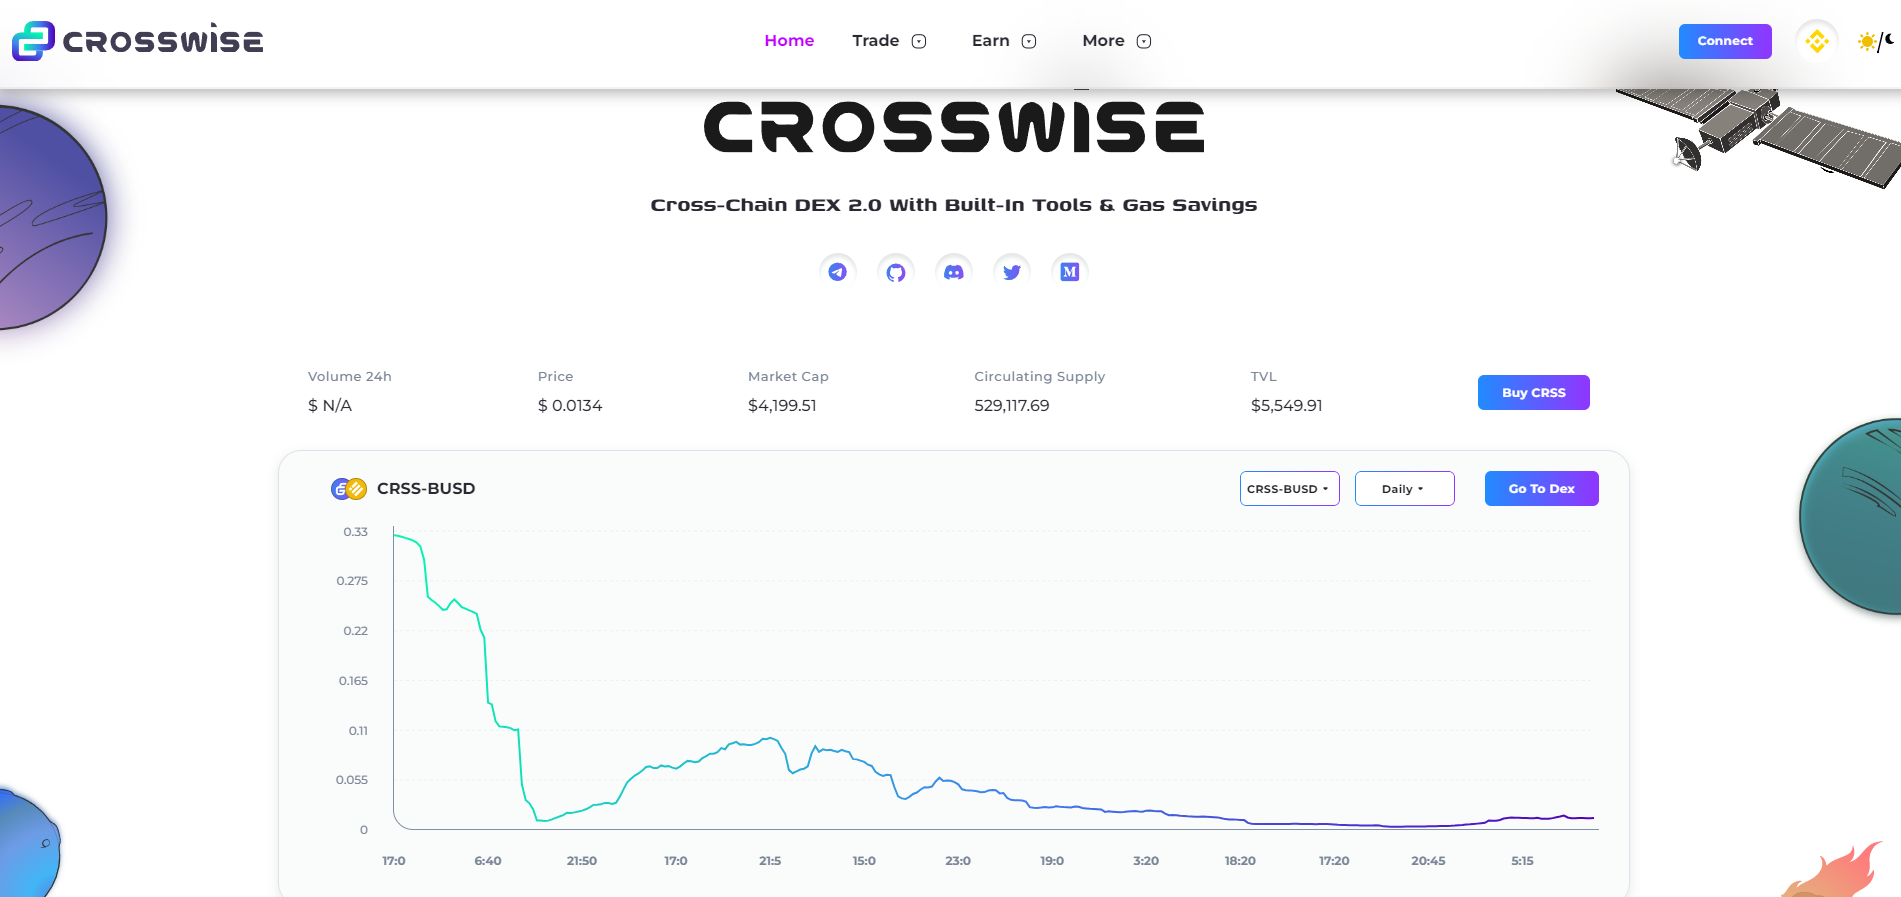 CROSSWISE
Home Trade Earn More
Connect
CROSSWISE
Cross-Chain DEX 2.0 With Built-In Tools & Gas Savings
Volume 24h Price Market Cap Circulating Supply TVL
$ N/A $ 0.0134 $4,199.51 529,117.69 $5,549.91
Buy CRSS
CRSS-BUSD
CRSS-BUSD Daily Go To Dex
0.33
0.275
0.22
0.165
0.11
0.055
0
17:0 6:40 21:50 17:0 21:5 15:0 23:0 19:0 3:20 18:20 17:20 20:45 5:15